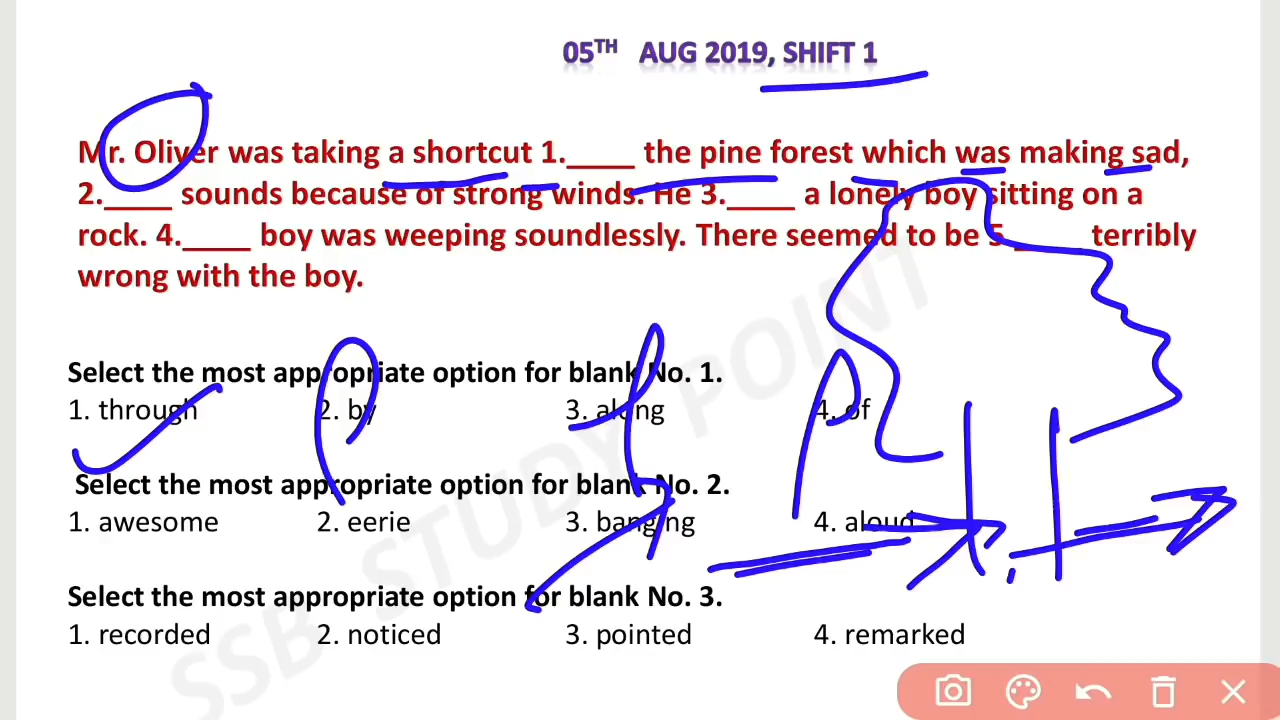 05TH AUG 2019, SHIFT 1
Mr. Oliver was taking a shortcut 1.____ the pine forest which was making sad,
2.____ sounds because of strong winds. He 3.____ a lonely boy sitting on a
rock. 4.____ boy was weeping soundlessly. There seemed to be 5 ____ terribly
wrong with the boy.
Select the most appropriate option for blank No. 1.
1. through 2. by 3. along 4. of
Select the most appropriate option for blank No. 2.
1. awesome 2. eerie 3. banging 4. aloud
Select the most appropriate option for blank No. 3.
1. recorded 2. noticed 3. pointed 4. remarked
SSB STUDY POINT